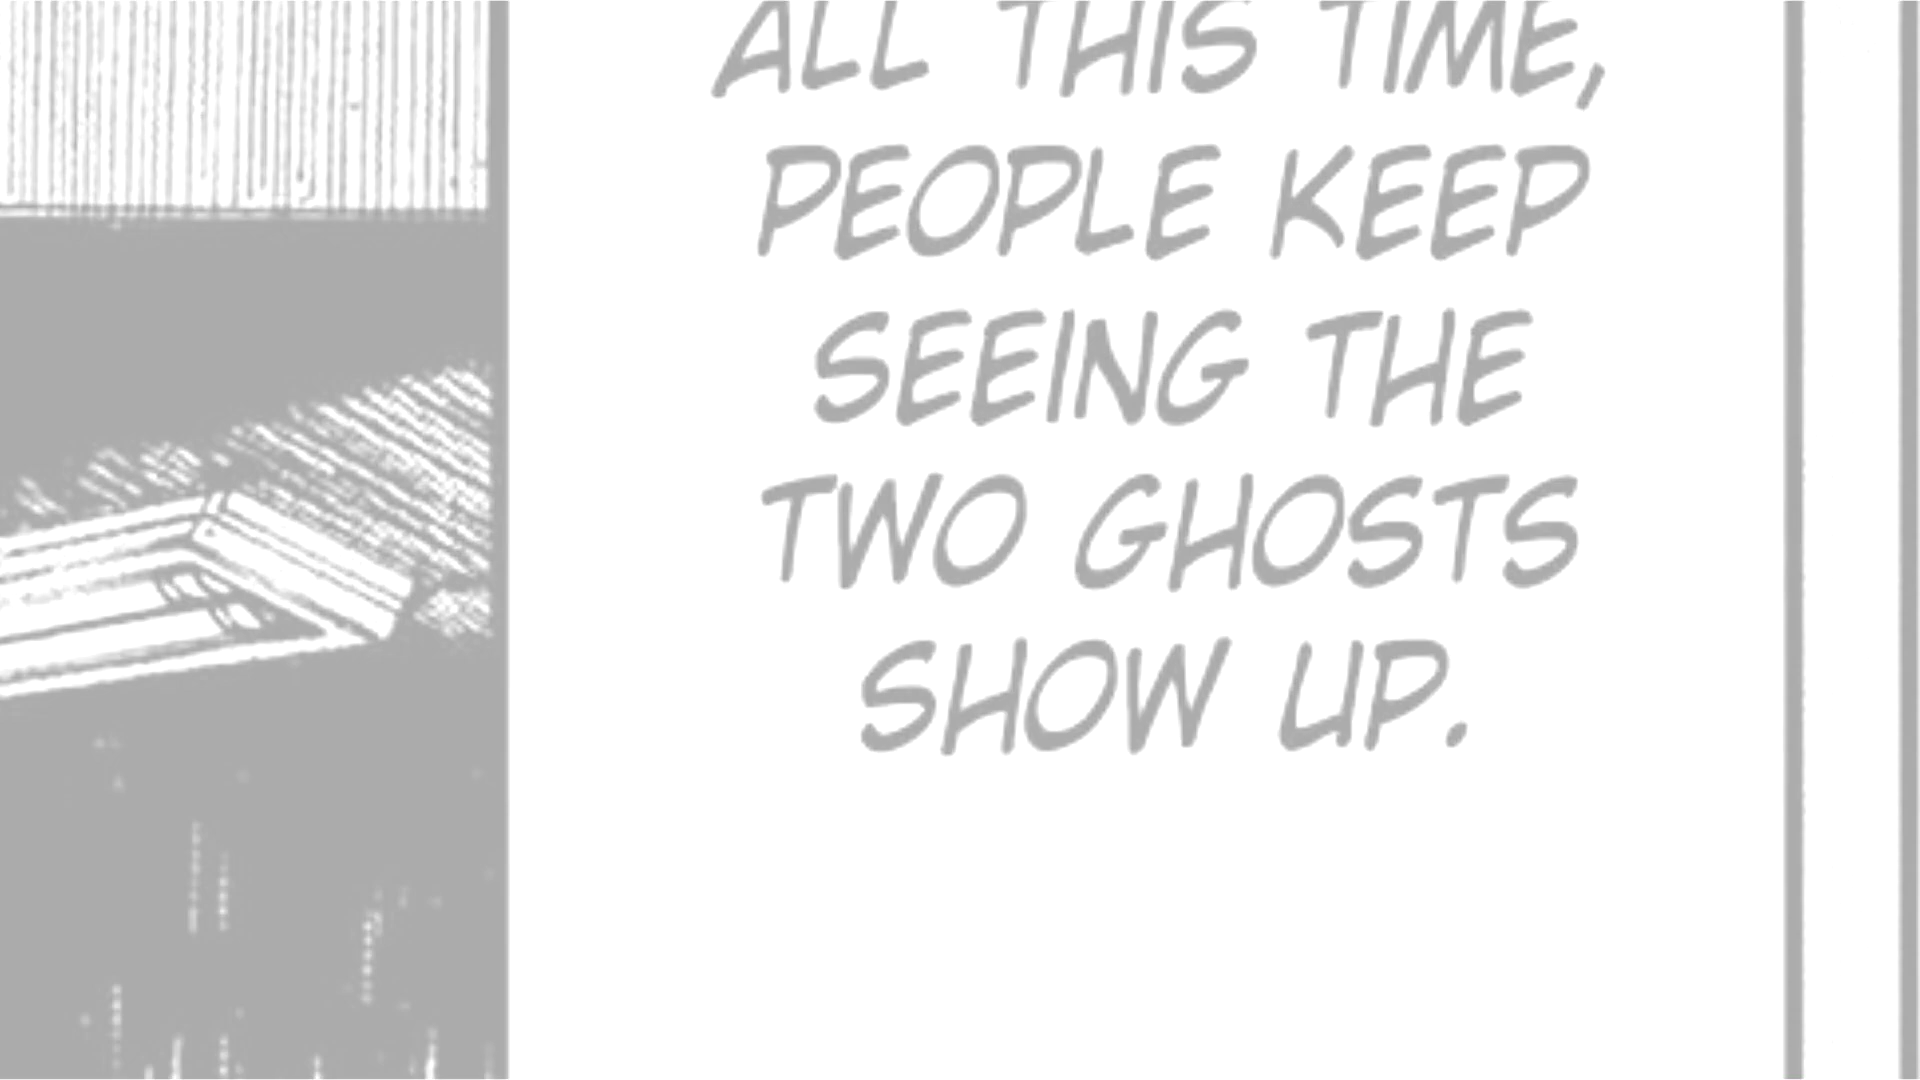 ALL THIS TIME,
PEOPLE KEEP
SEEING THE
TWO GHOSTS
SHOW UP.